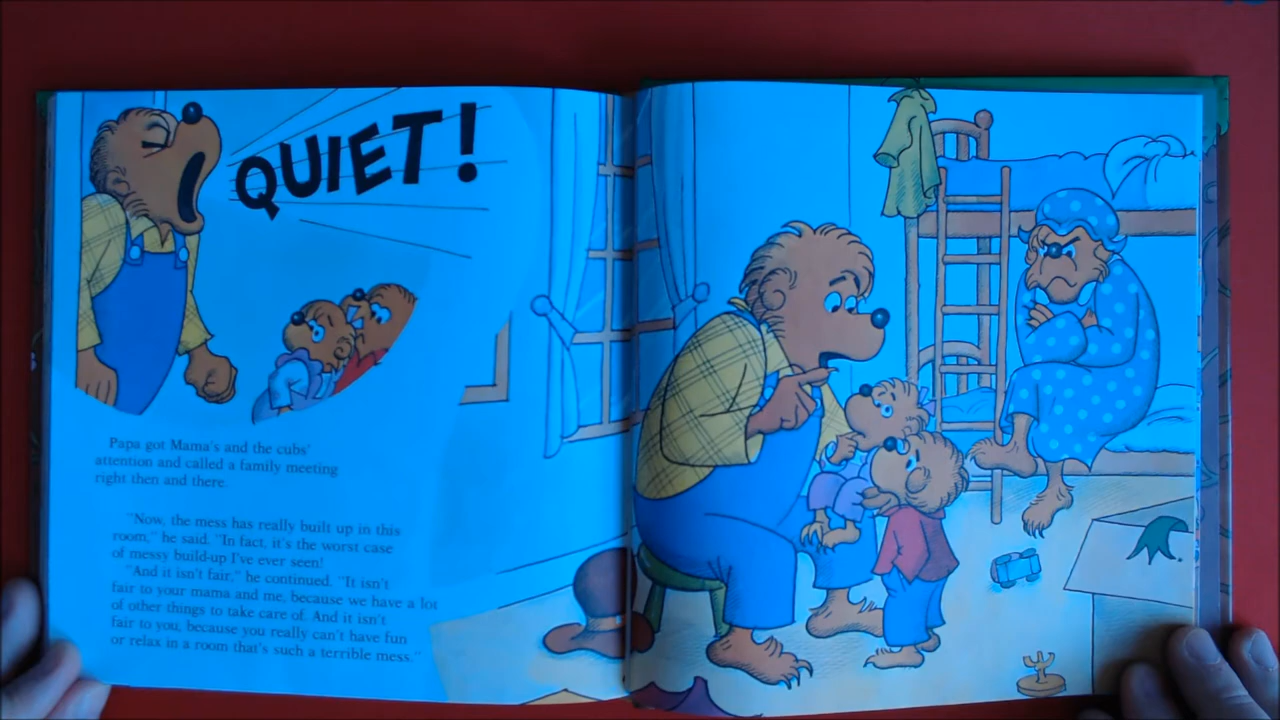 QUIET!
Papa got Mama's and the cubs'
attention and called a family meeting
right then and there.
"Now, the mess has really built up in this
room," he said. "In fact, it's the worst case
of messy build-up I've ever seen!
"And it isn't fair," he continued. "It isn't
fair to your mama and me, because we have a lot
of other things to take care of. And it isn't
fair to you, because you really can't have fun
or relax in a room that's such a terrible mess."